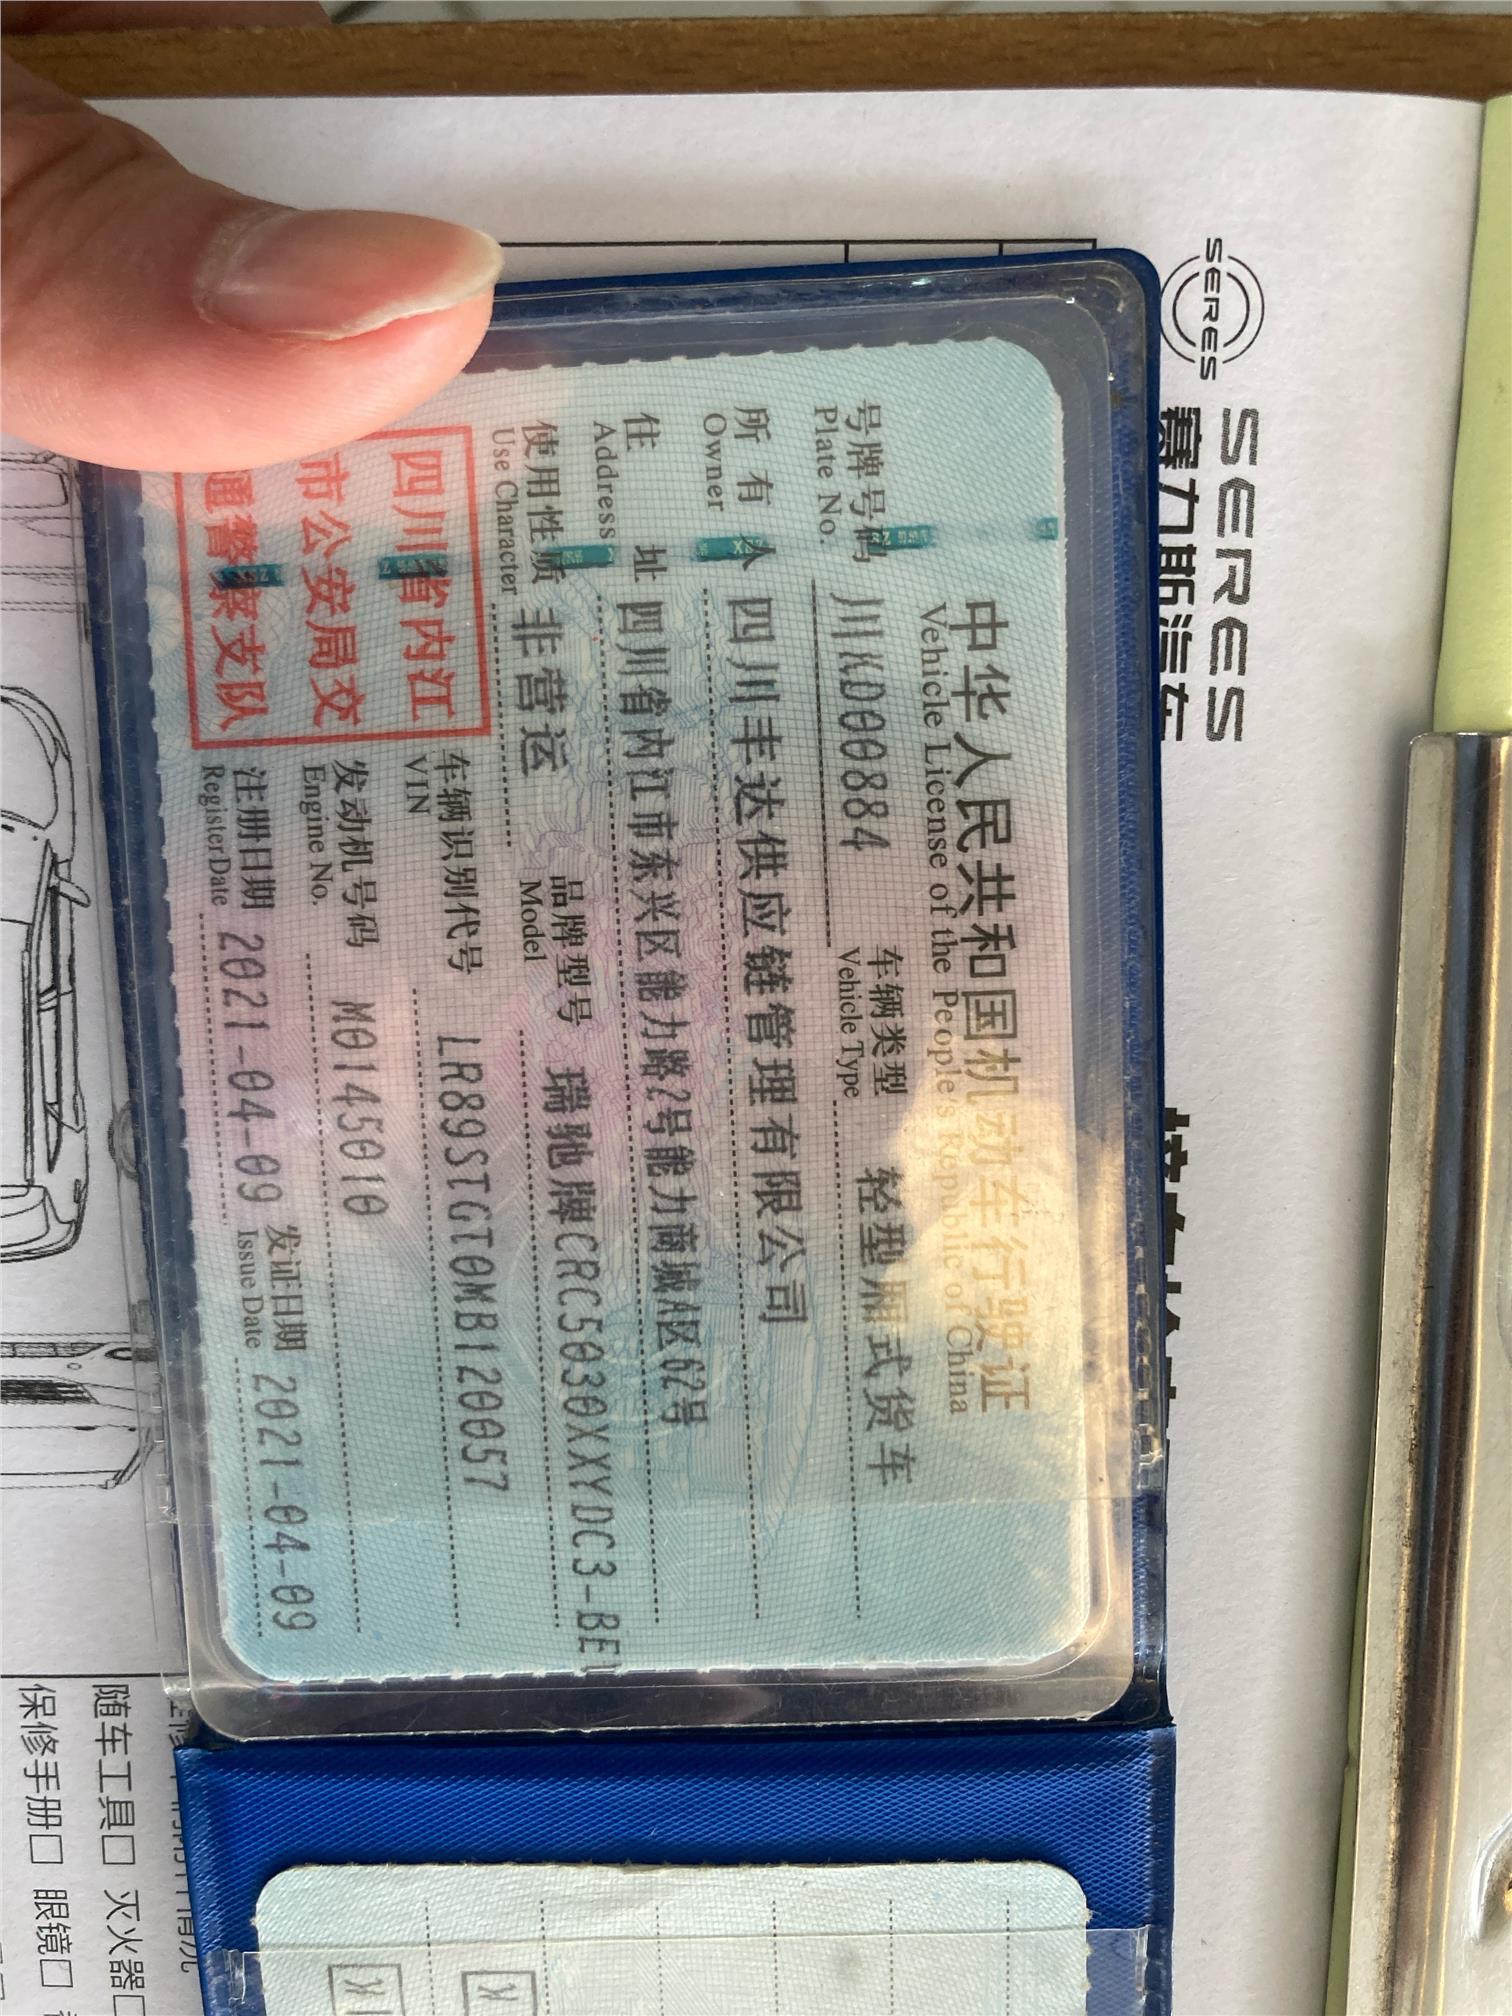 SERES
SERES
赛力斯汽车
中华人民共和国机动车行驶证
Vehicle License of the People's Republic of China
号牌号码 川KD00884 车辆类型 轻型厢式货车
Plate No. Vehicle Type
所有人 四川丰达供应链管理有限公司
Owner
住址 四川省内江市东兴区能力路2号能力商城A区62号
Address
使用性质 非营运 品牌型号 瑞驰牌CRC5030XXYDC3-BEV
Use Character Model
四川省内江
市公安局交
通警察支队
车辆识别代号 LR89STGT0MB120057
VIN
发动机号码 M0145010
Engine No.
注册日期 2021-04-09 发证日期 2021-04-09
Register Date Issue Date
随车工具□ 灭火器□
保修手册□ 眼镜□